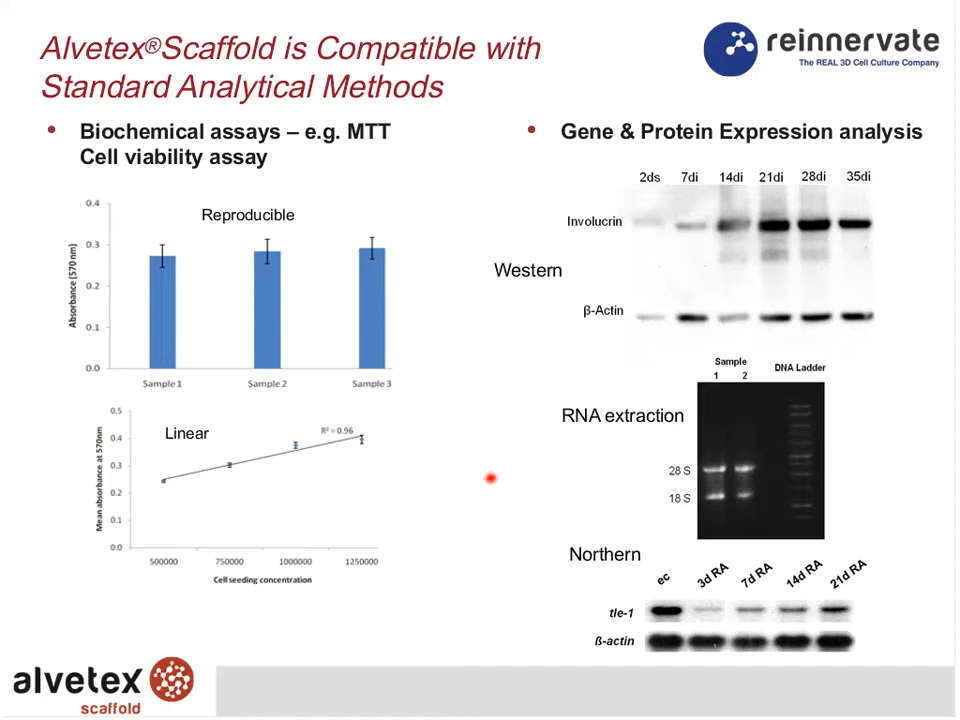 Alvetex®Scaffold is Compatible with
Standard Analytical Methods
reinnervate
The REAL 3D Cell Culture Company
• Biochemical assays – e.g. MTT
Cell viability assay
0.4
0.3
0.2
0.1
0.0
Absorbance (570 nm)
Reproducible
Sample 1 Sample 2 Sample 3
0.5
0.4
0.3
0.2
0.1
0.0
Mean absorbance at 570nm
Linear
R² = 0.96
500000 750000 1000000 1250000
Cell seeding concentration
• Gene & Protein Expression analysis
2ds 7di 14di 21di 28di 35di
Involucrin
Western
β-Actin
Sample
1 2
DNA Ladder
RNA extraction
28 S
18 S
Northern
ec 3d RA 7d RA 14d RA 21d RA
tle-1
ß-actin
alvetex
scaffold